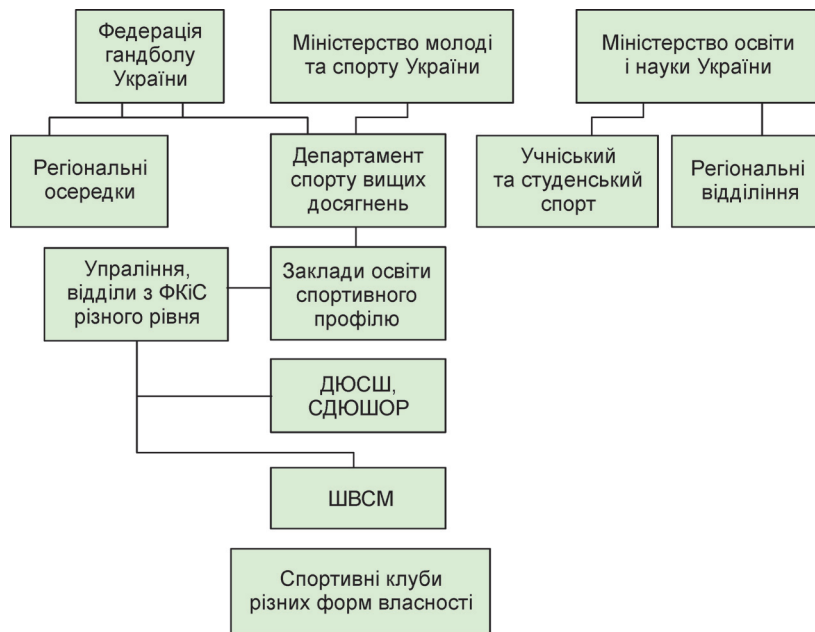 Федерація
гандболу
України
Міністерство молоді
та спорту України
Міністерство освіти
і науки України
Регіональні
осередки
Департамент
спорту вищих
досягнень
Учніський
та студенський
спорт
Регіональні
відділення
Упраління,
відділи з ФКіС
різного рівня
Заклади освіти
спортивного
профілю
ДЮСШ,
СДЮШОР
ШВСМ
Спортивні клуби
різних форм власності